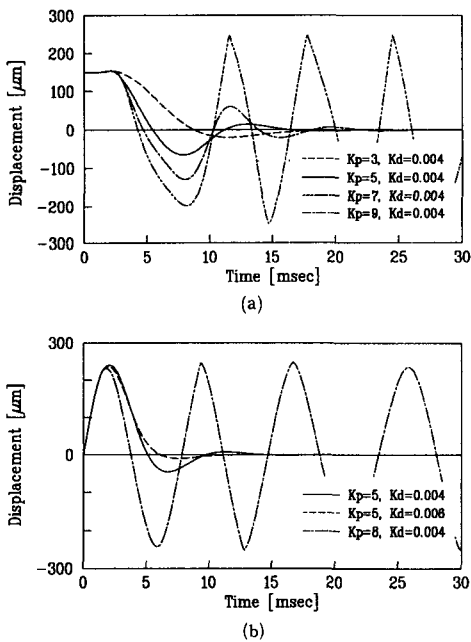 300
200
100
0
-100
-200
-300
Displacement [μm]
Kp=3, Kd=0.004
Kp=5, Kd=0.004
Kp=7, Kd=0.004
Kp=9, Kd=0.004
0 5 10 15 20 25 30
Time [msec]
(a)
300
0
-300
Displacement [μm]
Kp=5, Kd=0.004
Kp=5, Kd=0.006
Kp=8, Kd=0.004
0 5 10 15 20 25 30
Time [msec]
(b)